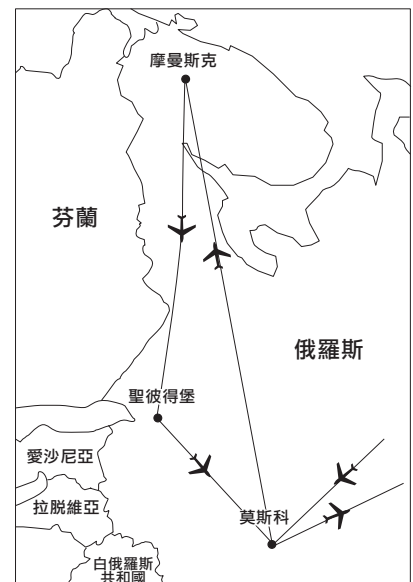 摩曼斯克
芬蘭
俄羅斯
聖彼得堡
愛沙尼亞
拉脫維亞
莫斯科
白俄羅斯
共和國